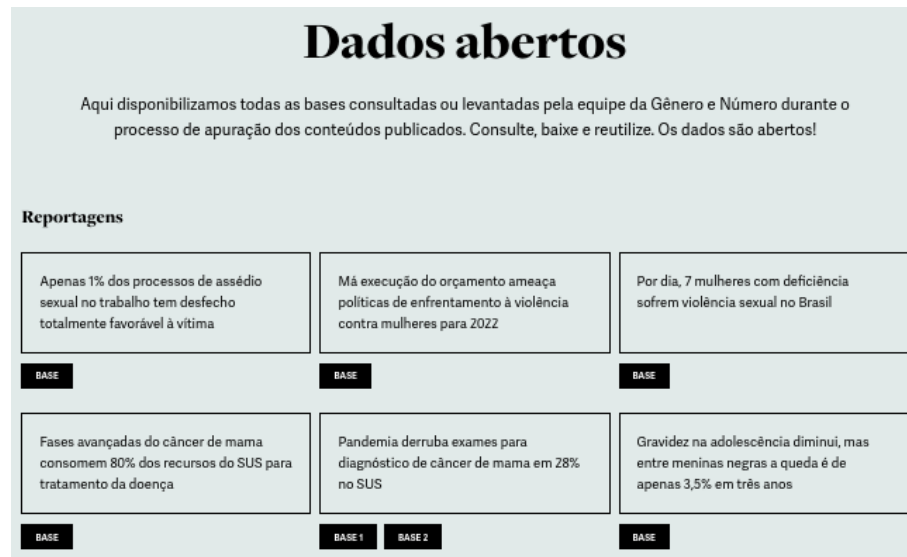 Dados abertos
Aqui disponibilizamos todas as bases consultadas ou levantadas pela equipe da Gênero e Número durante o
processo de apuração dos conteúdos publicados. Consulte, baixe e reutilize. Os dados são abertos!
Reportagens
Apenas 1% dos processos de assédio
sexual no trabalho tem desfecho
totalmente favorável à vítima
BASE
Má execução do orçamento ameaça
políticas de enfrentamento à violência
contra mulheres para 2022
BASE
Por dia, 7 mulheres com deficiência
sofrem violência sexual no Brasil
BASE
Fases avançadas do câncer de mama
consomem 80% dos recursos do SUS para
tratamento da doença
BASE
Pandemia derruba exames para
diagnóstico de câncer de mama em 28%
no SUS
BASE 1
BASE 2
Gravidez na adolescência diminui, mas
entre meninas negras a queda é de
apenas 3,5% em três anos
BASE